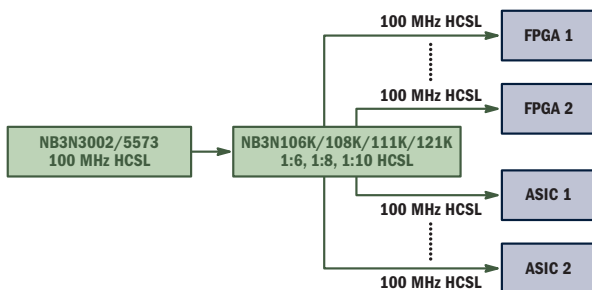 100 MHz HCSL
FPGA 1
100 MHz HCSL
FPGA 2
NB3N3002/5573
100 MHz HCSL
NB3N106K/108K/111K/121K
1:6, 1:8, 1:10 HCSL
ASIC 1
100 MHz HCSL
ASIC 2
100 MHz HCSL